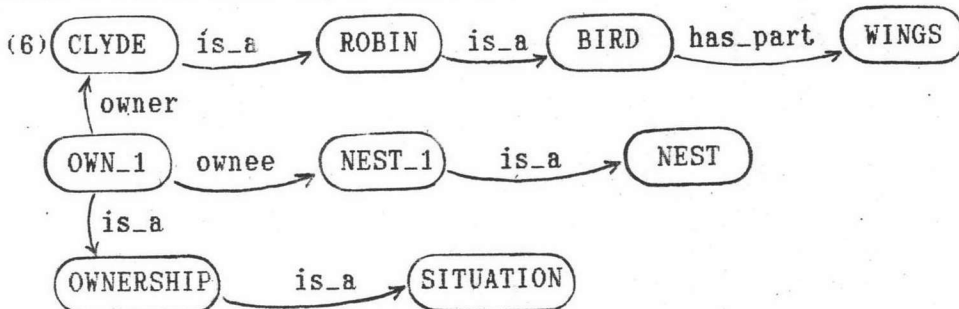 (6) CLYDE is_a ROBIN is_a BIRD has_part WINGS
owner
OWN_1 ownee NEST_1 is_a NEST
is_a
OWNERSHIP is_a SITUATION